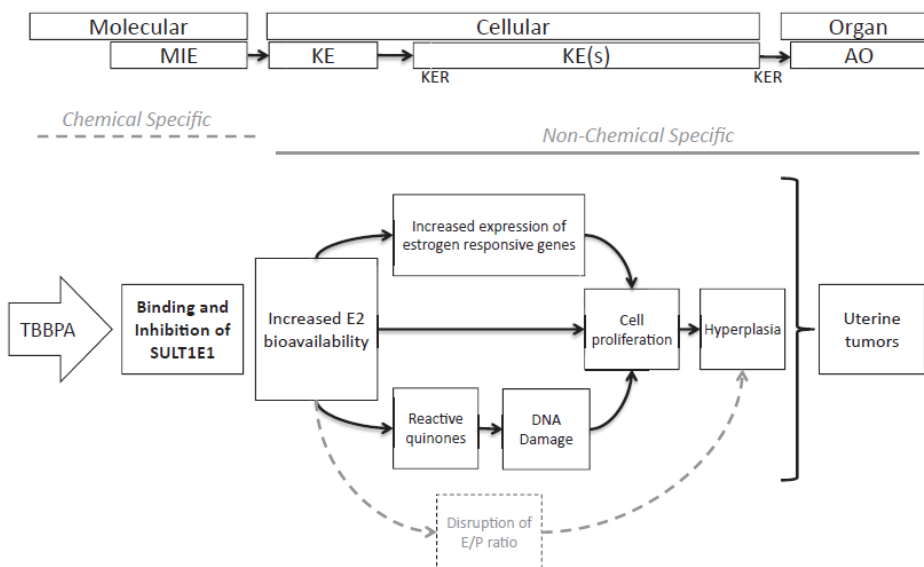 Molecular
Cellular
Organ
MIE
KE
KE(s)
AO
KER
KER
Chemical Specific
Non-Chemical Specific
Increased expression of
estrogen responsive genes
TBBPA
Binding and
Inhibition of
SULT1E1
Increased E2
bioavailability
Cell
proliferation
Hyperplasia
Uterine
tumors
Reactive
quinones
DNA
Damage
Disruption of
E/P ratio